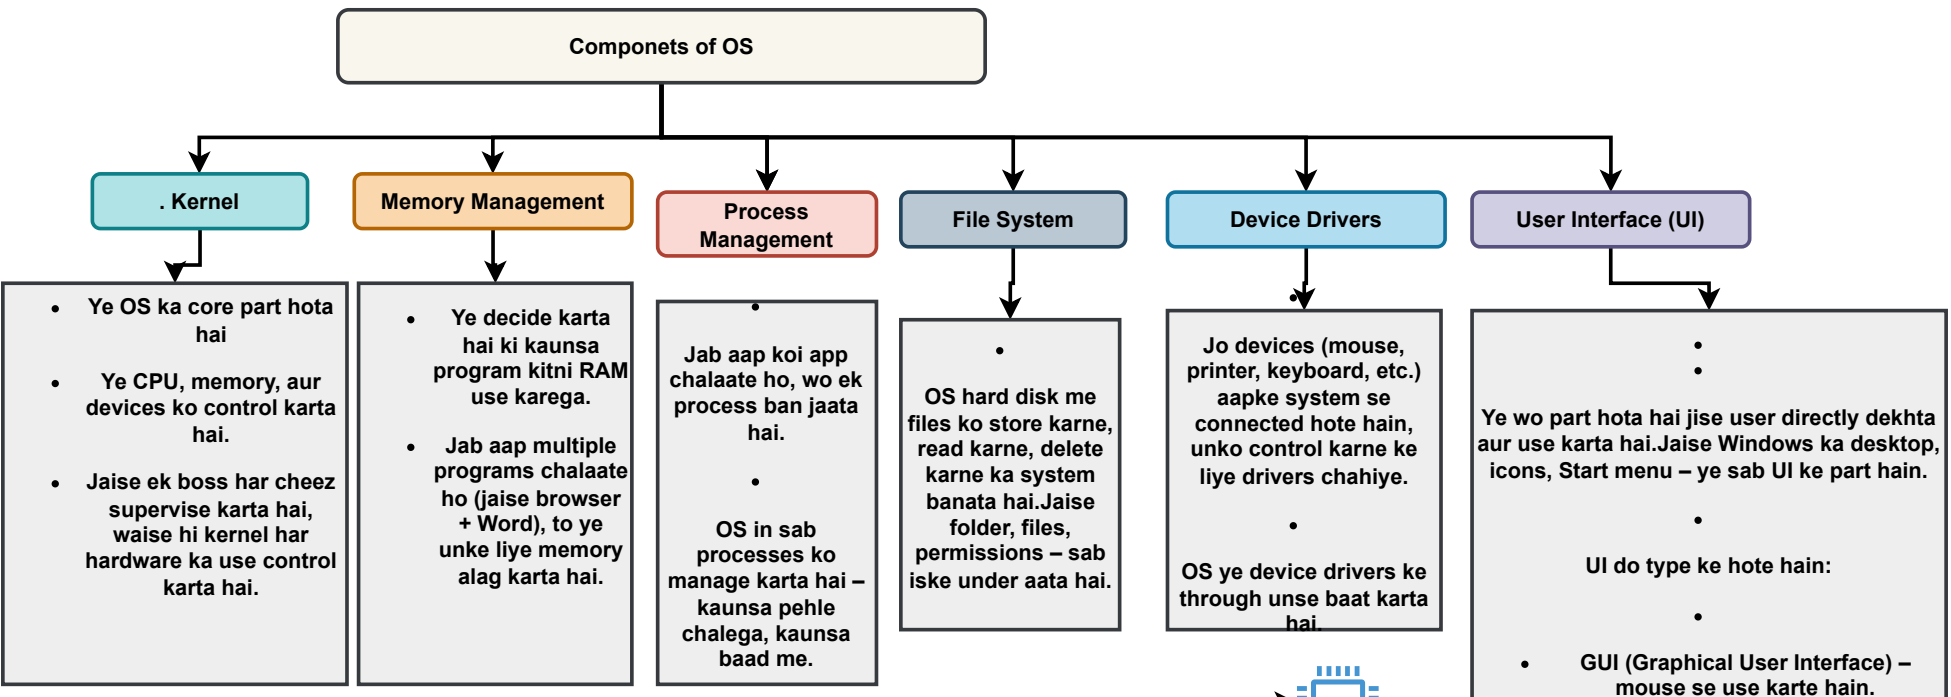 Componets of OS
. Kernel
Memory Management
Process
Management
File System
Device Drivers
User Interface (UI)
• Ye OS ka core part hota
hai
• Ye CPU, memory, aur
devices ko control karta
hai.
• Jaise ek boss har cheez
supervise karta hai,
waise hi kernel har
hardware ka use control
karta hai.
• Ye decide karta
hai ki kaunsa
program kitni RAM
use karega.
• Jab aap multiple
programs chalaate
ho (jaise browser
+ Word), to ye
unke liye memory
alag karta hai.
•
Jab aap koi app
chalaate ho, wo ek
process ban jaata
hai.
•
OS in sab
processes ko
manage karta hai –
kaunsa pehle
chalega, kaunsa
baad me.
•
OS hard disk me
files ko store karne,
read karne, delete
karne ka system
banata hai.Jaise
folder, files,
permissions – sab
iske under aata hai.
•
Jo devices (mouse,
printer, keyboard, etc.)
aapke system se
connected hote hain,
unko control karne ke
liye drivers chahiye.
•
OS ye device drivers ke
through unse baat karta
hai.
•
•
Ye wo part hota hai jise user directly dekhta
aur use karta hai.Jaise Windows ka desktop,
icons, Start menu – ye sab UI ke part hain.
•
UI do type ke hote hain:
•
• GUI (Graphical User Interface) –
mouse se use karte hain.